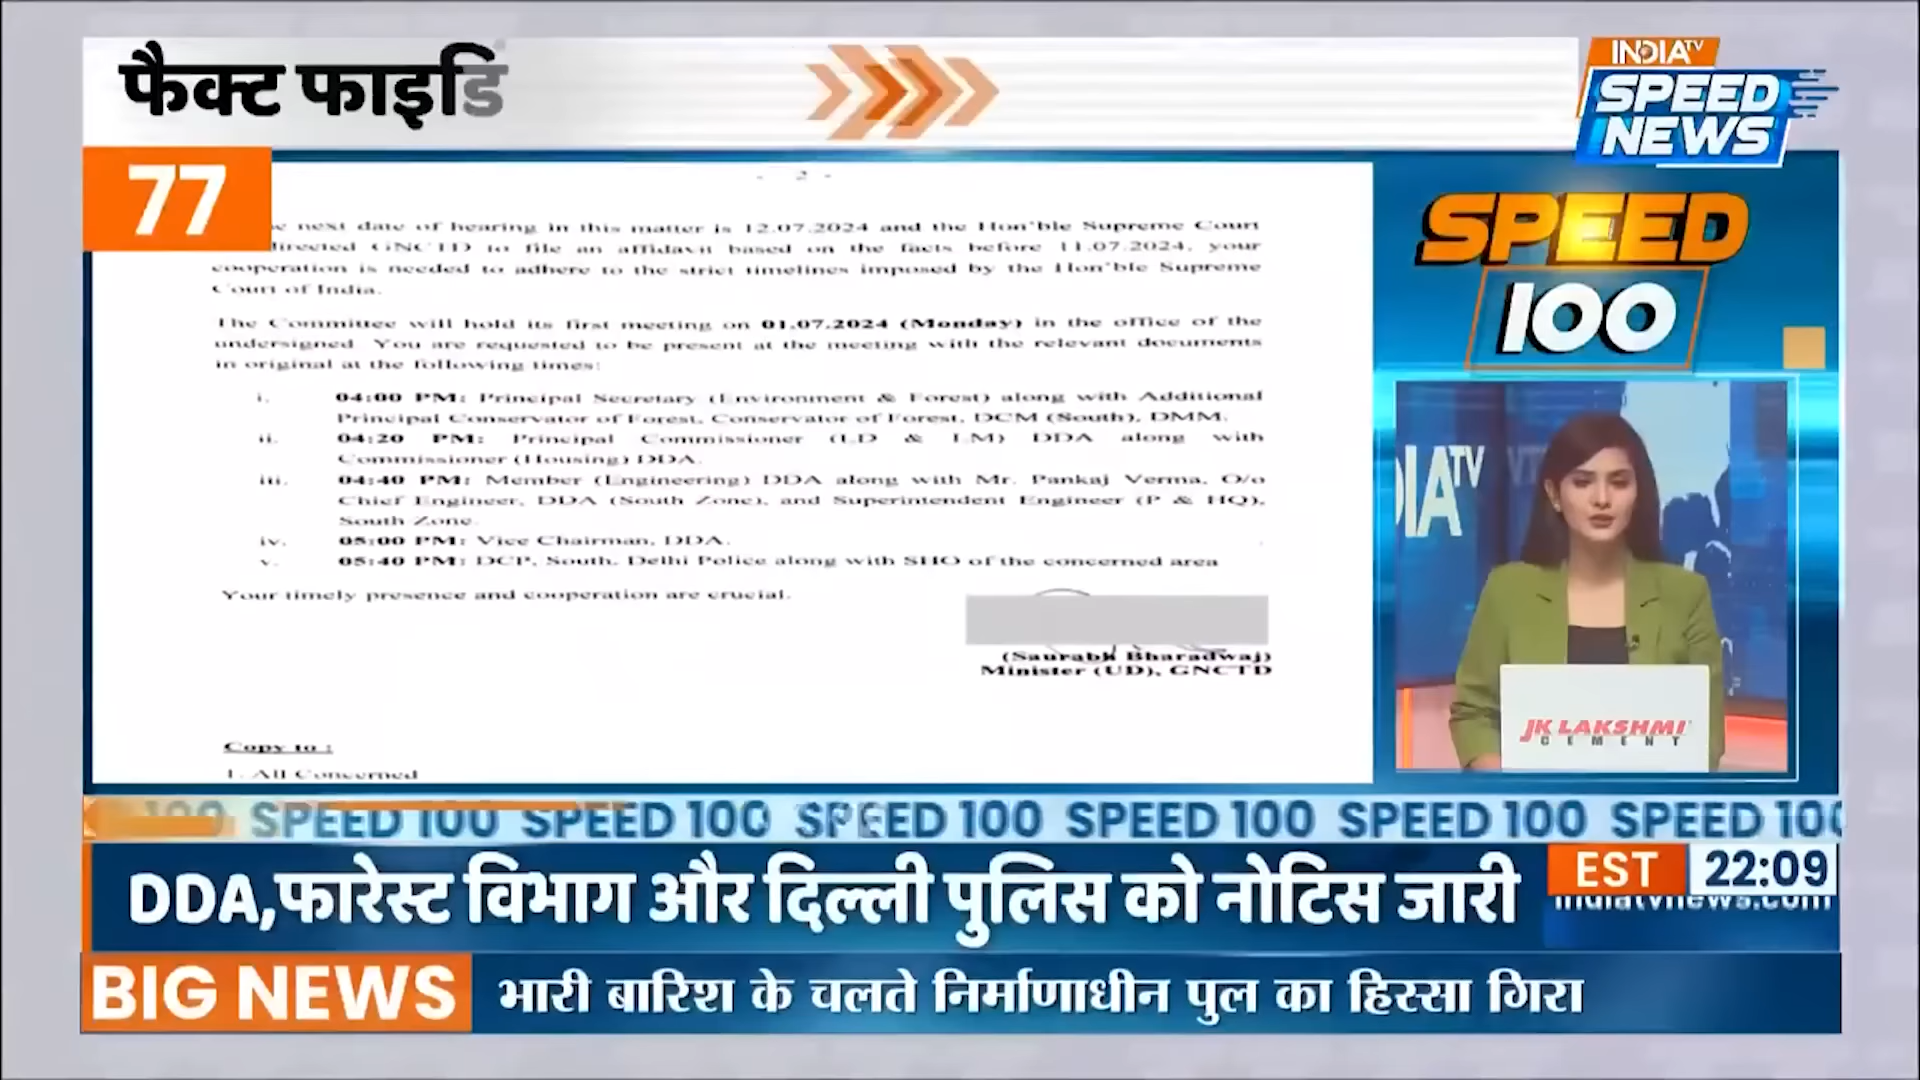 फैक्ट फाइडिं
INDIA TV
SPEED
NEWS
77
- 2 -
next date of hearing in this matter is 12.07.2024 and the Hon'ble Supreme Court
directed GNCTD to file an affidavit based on the facts before 11.07.2024, your
cooperation is needed to adhere to the strict timelines imposed by the Hon'ble Supreme
Court of India.
The Committee will hold its first meeting on 01.07.2024 (Monday) in the office of the
undersigned. You are requested to be present at the meeting with the relevant documents
in original at the following times:
i. 04:00 PM: Principal Secretary (Environment & Forest) along with Additional
Principal Conservator of Forest, Conservator of Forest, DCM (South), DMM.
ii. 04:20 PM: Principal Commissioner (LD & LM) DDA along with
Commissioner (Housing) DDA.
iii. 04:40 PM: Member (Engineering) DDA along with Mr. Pankaj Verma, O/o
Chief Engineer, DDA (South Zone), and Superintendent Engineer (P & HQ),
South Zone.
iv. 05:00 PM: Vice Chairman, DDA.
v. 05:40 PM: DCP, South, Delhi Police along with SHO of the concerned area
Your timely presence and cooperation are crucial.
(Saurabh Bharadwaj)
Minister (UD), GNCTD
Copy to :
1. All Concerned
SPEED
100
DIA TV
JK LAKSHMI
CEMENT
100 SPEED 100 SPEED 100 SPEED 100 SPEED 100 SPEED 100 SPEED 100
DDA,फारेस्ट विभाग और दिल्ली पुलिस को नोटिस जारी
EST 22:09
indiatvnews.com
BIG NEWS
भारी बारिश के चलते निर्माणाधीन पुल का हिस्सा गिरा